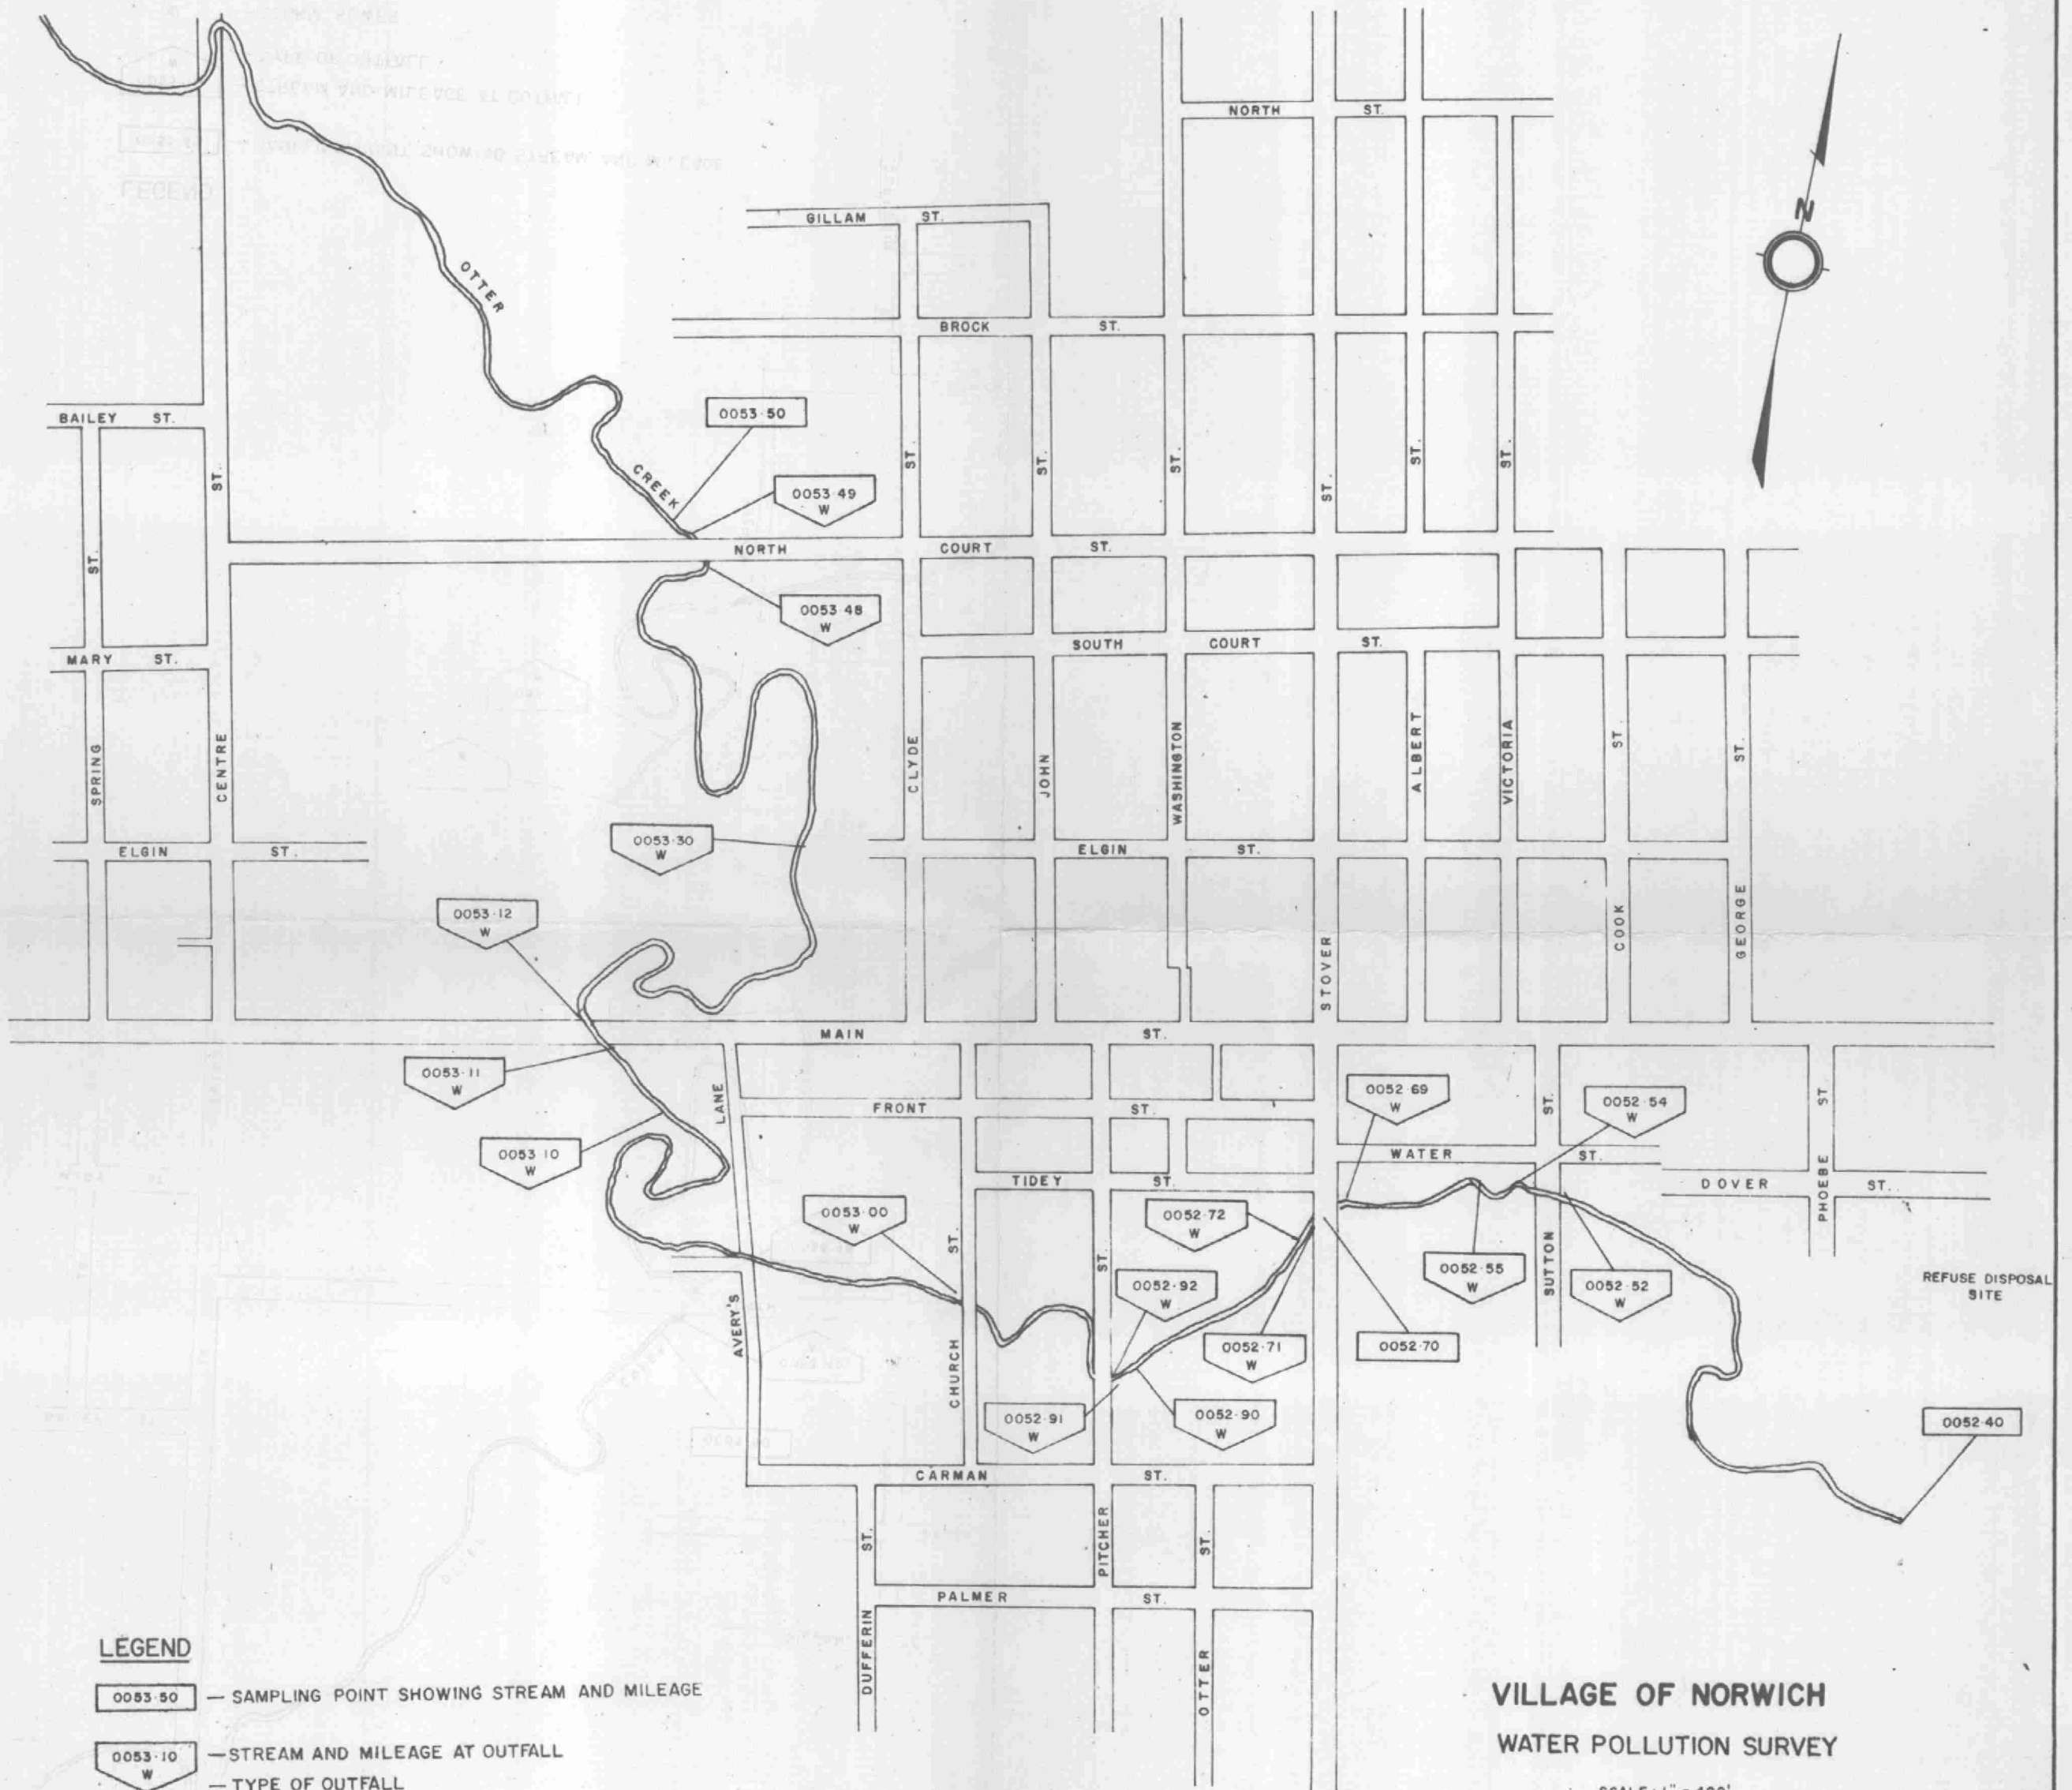 NORTH ST.
GILLAM ST.
OTTER
BROCK ST.
0053·50
BAILEY ST.
CREEK
0053·49
W
ST.
ST.
ST.
ST.
ST.
ST.
ST.
ST.
NORTH COURT ST.
0053·48
W
SOUTH COURT ST.
MARY ST.
SPRING
CENTRE
CLYDE
JOHN
WASHINGTON
ALBERT
VICTORIA
ST.
ST.
0053·30
W
ELGIN ST.
ELGIN ST.
0053·12
W
STOVER
COOK
GEORGE
MAIN ST.
0053·11
W
LANE
FRONT ST.
0052·69
W
ST.
0052·54
W
ST.
0053·10
W
WATER ST.
TIDEY ST.
DOVER ST.
PHOEBE
0053·00
W
ST.
0052·72
W
ST.
0052·55
W
SUTTON
0052·52
W
REFUSE DISPOSAL
SITE
0052·92
W
AVERY'S
CHURCH
0052·71
W
0052·70
0052·91
W
0052·90
W
0052·40
CARMAN ST.
ST.
PITCHER
ST.
PALMER ST.
DUFFERIN
OTTER
N
LEGEND
0053·50 — SAMPLING POINT SHOWING STREAM AND MILEAGE
0053·10 — STREAM AND MILEAGE AT OUTFALL
W — TYPE OF OUTFALL
VILLAGE OF NORWICH
WATER POLLUTION SURVEY